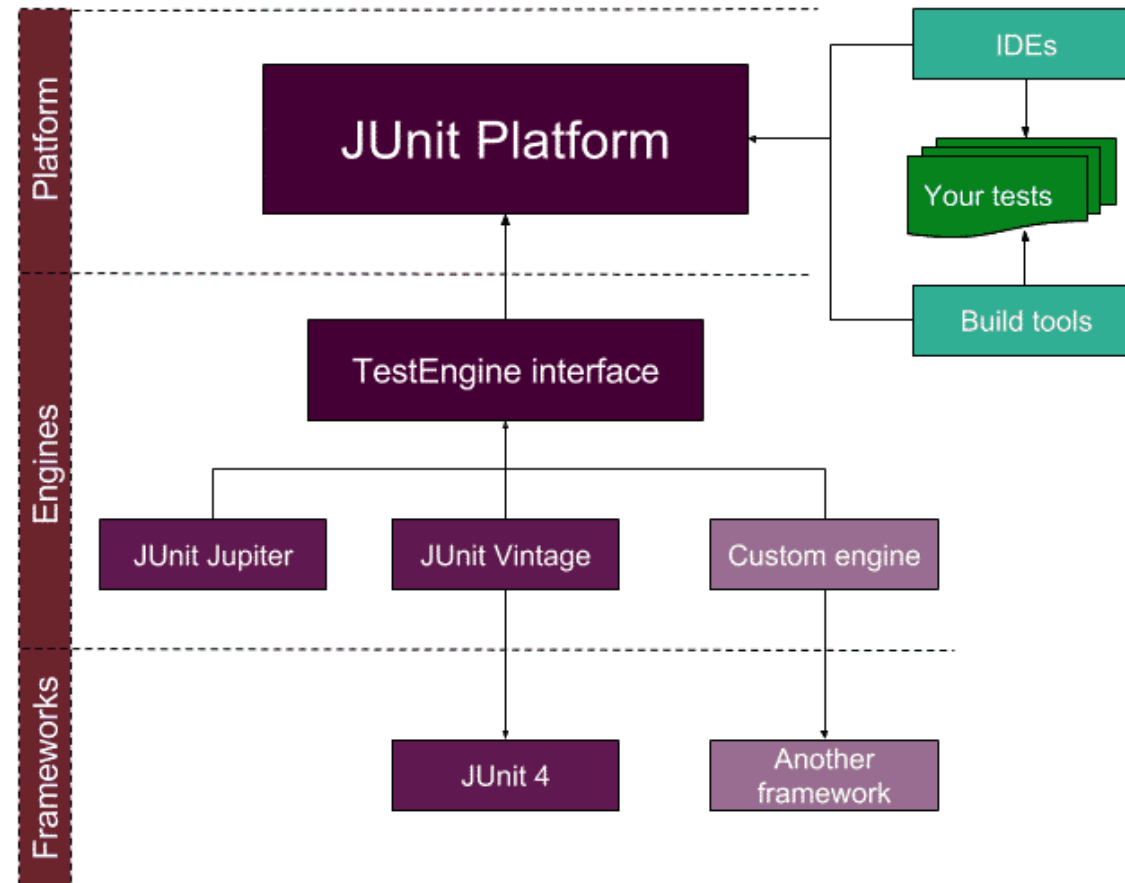 Platform
IDEs
JUnit Platform
Your tests
Build tools
Engines
TestEngine interface
JUnit Jupiter
JUnit Vintage
Custom engine
Frameworks
JUnit 4
Another
framework